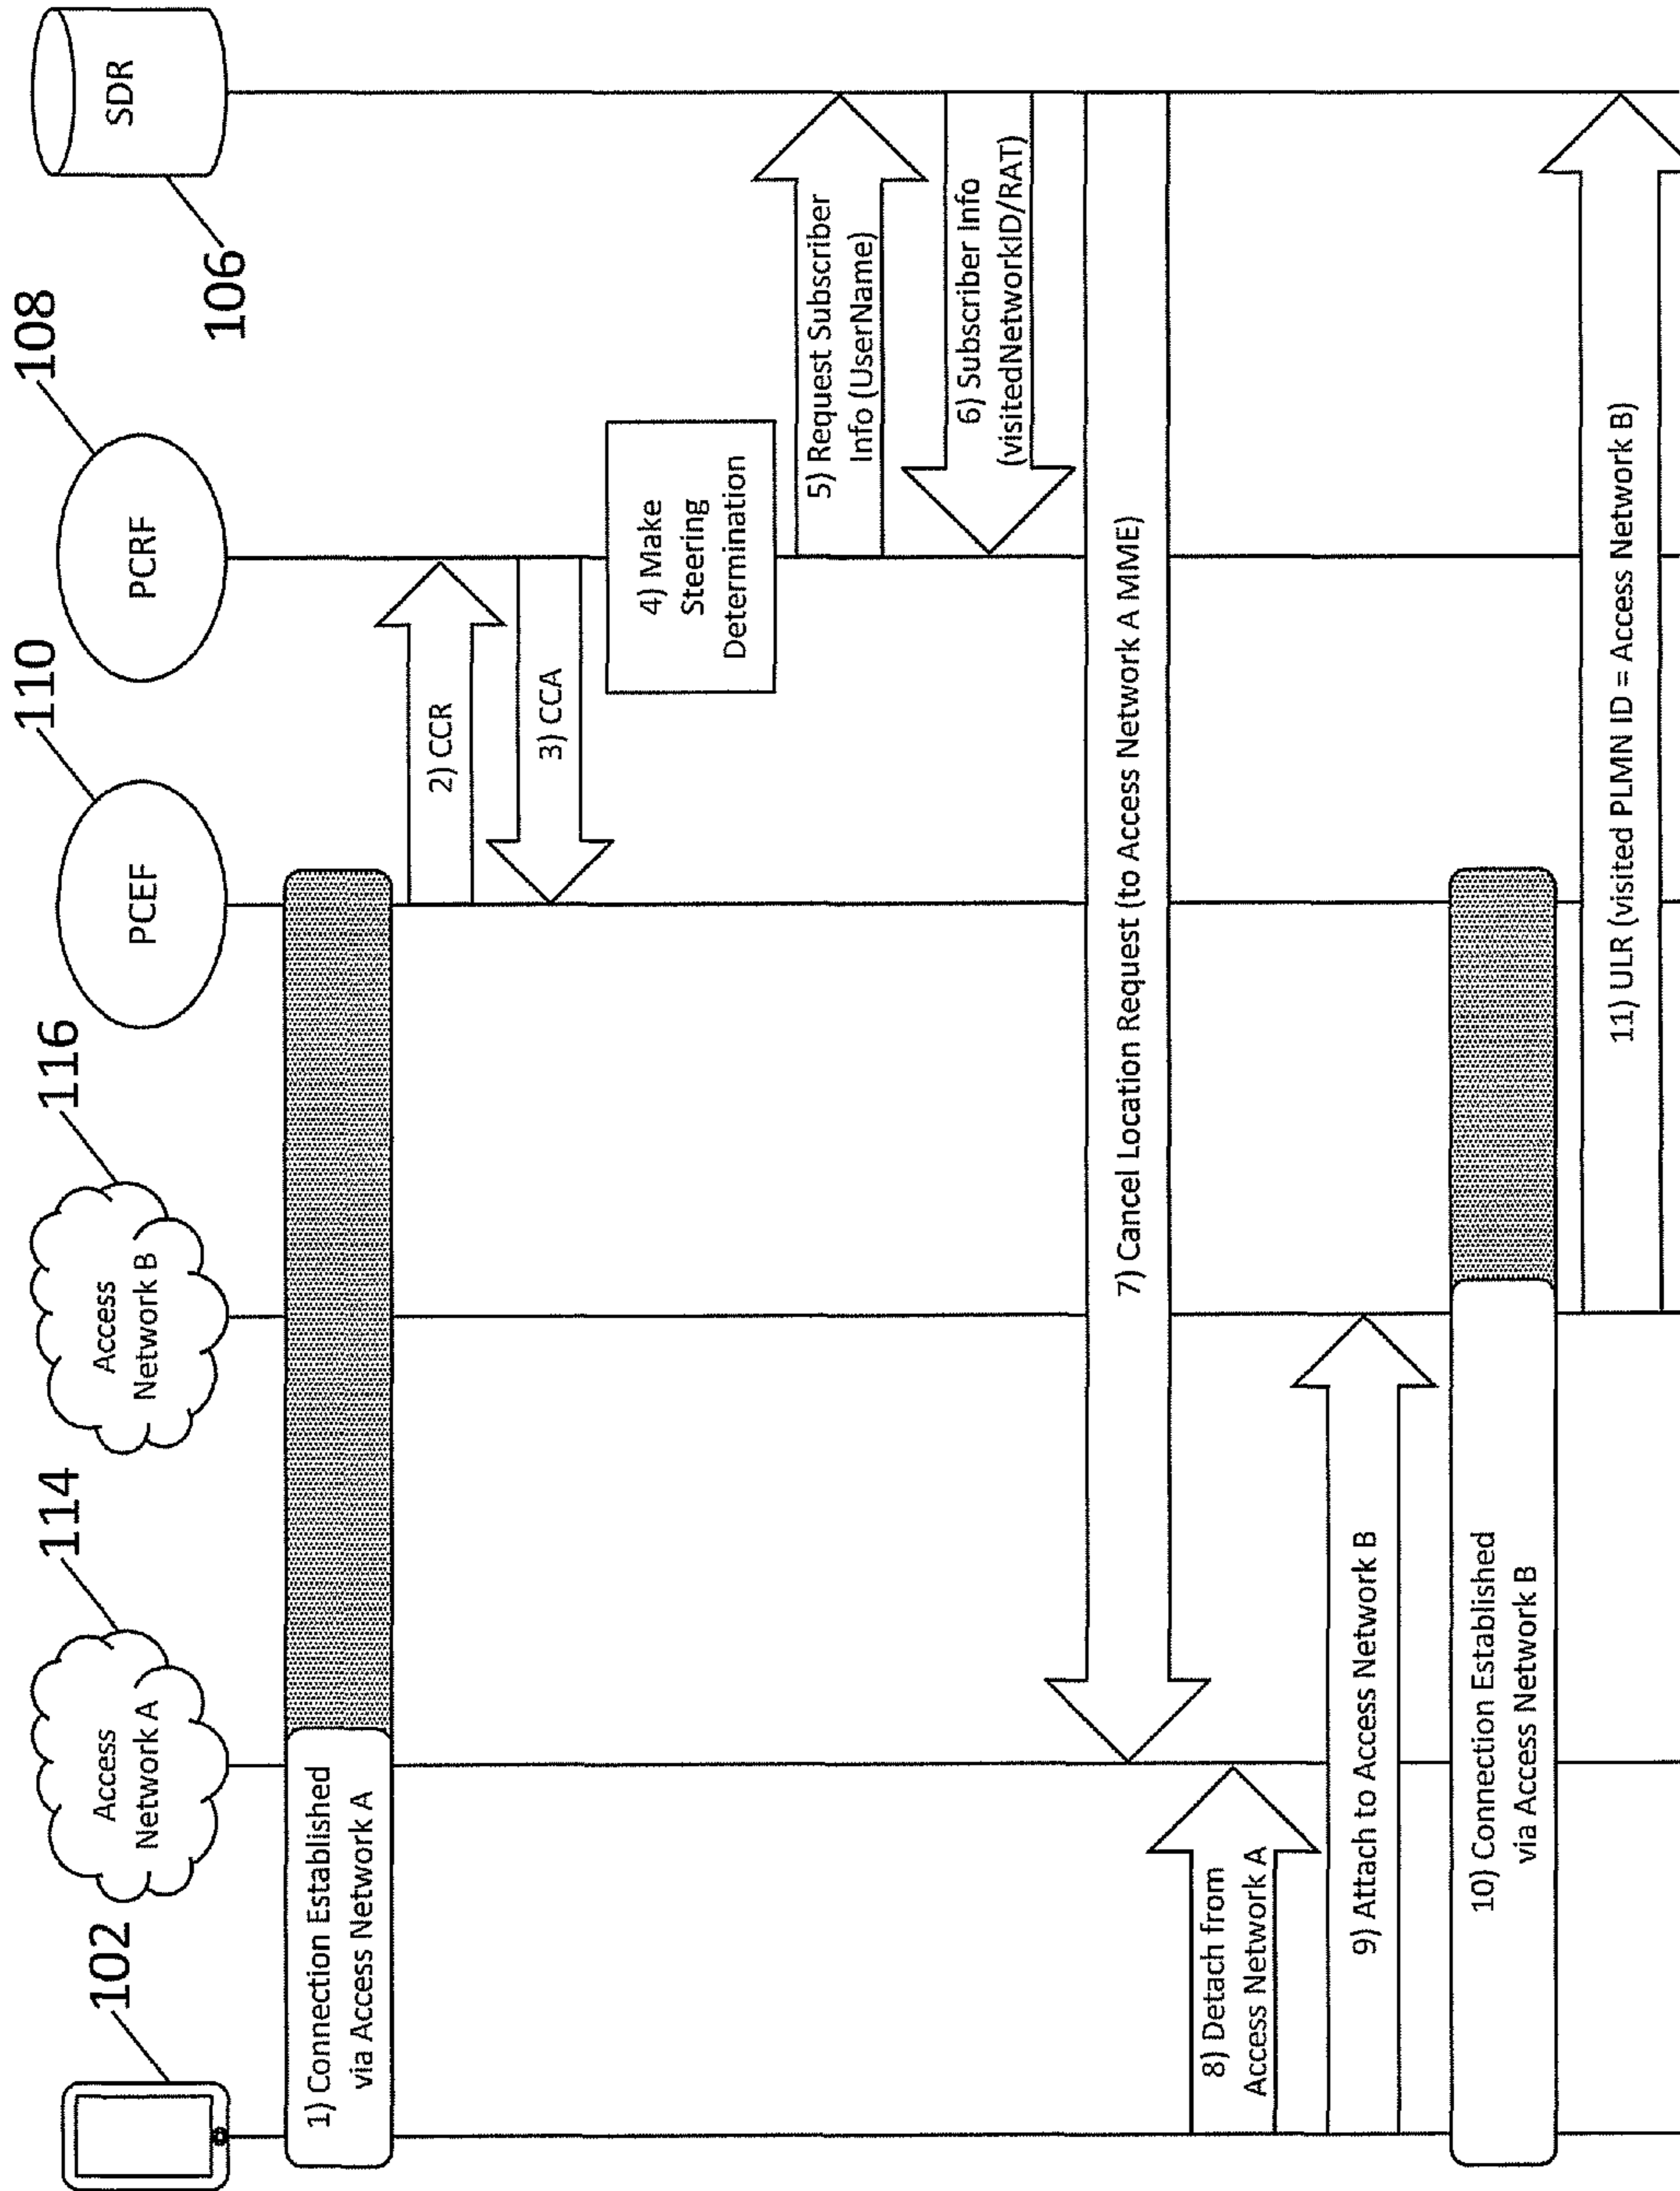 102
114
116
110
108
106
Access
Network A
Access
Network B
PCEF
PCRF
SDR
1) Connection Established
via Access Network A
2) CCR
3) CCA
4) Make
Steering
Determination
5) Request Subscriber
Info (UserName)
6) Subscriber Info
(visitedNetworkID/RAT)
7) Cancel Location Request (to Access Network A MME)
8) Detach from
Access Network A
9) Attach to Access Network B
10) Connection Established
via Access Network B
11) ULR (visited PLMN ID = Access Network B)